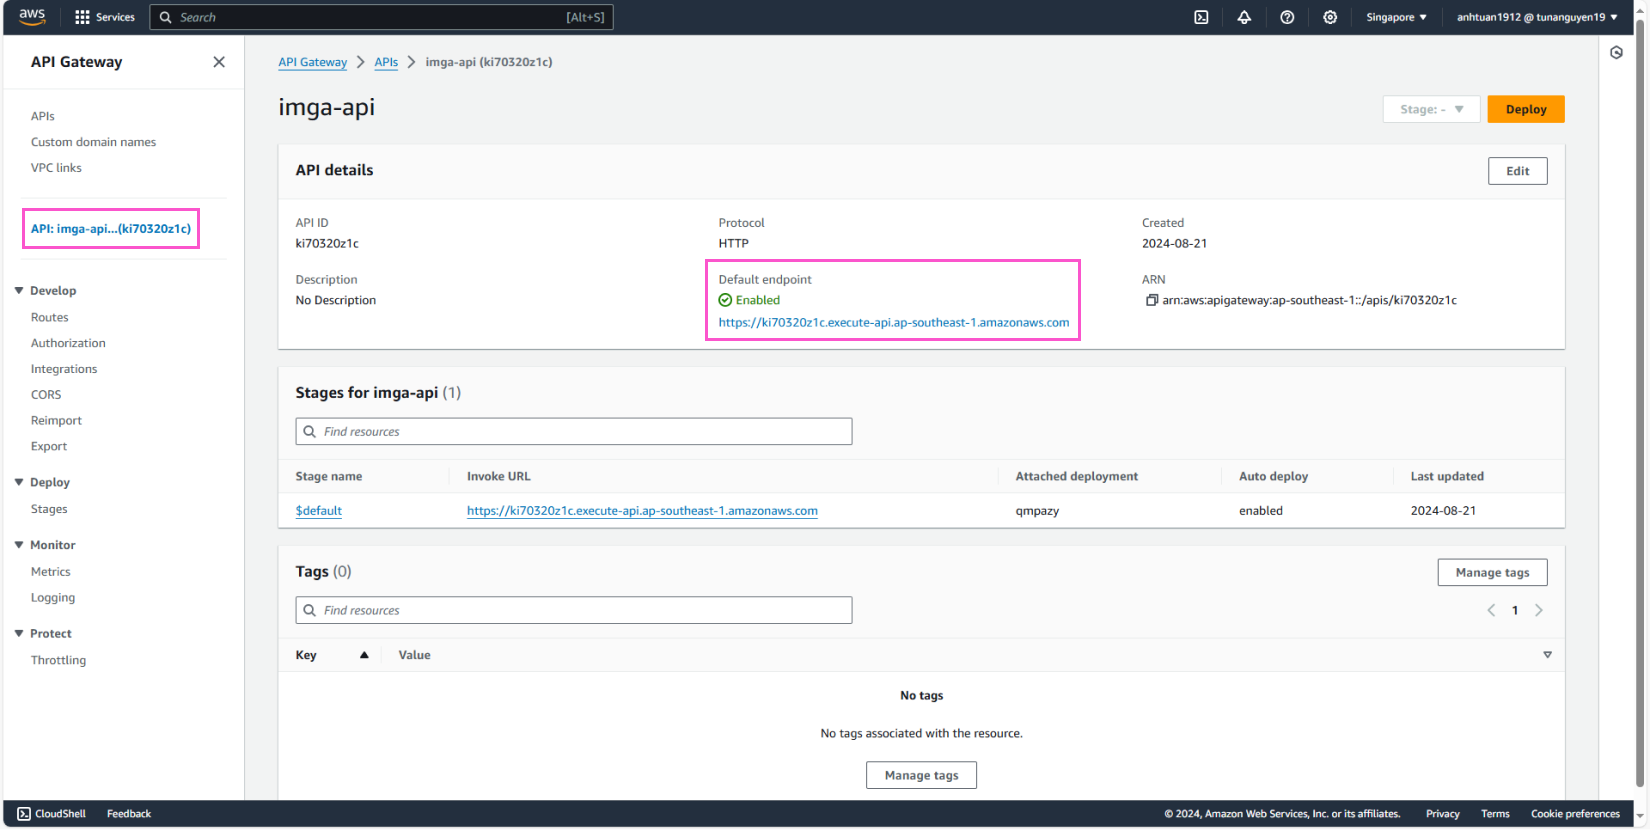 aws
Services
Search
[Alt+S]
Singapore
anhtuan1912 @ tunanguyen19
API Gateway
APIs
Custom domain names
VPC links
API: imga-api...(ki70320z1c)
Develop
Routes
Authorization
Integrations
CORS
Reimport
Export
Deploy
Stages
Monitor
Metrics
Logging
Protect
Throttling
API Gateway > APIs > imga-api (ki70320z1c)
imga-api
Stage: -
Deploy
API details
Edit
API ID
ki70320z1c
Protocol
HTTP
Created
2024-08-21
Description
No Description
Default endpoint
Enabled
https://ki70320z1c.execute-api.ap-southeast-1.amazonaws.com
ARN
arn:aws:apigateway:ap-southeast-1::/apis/ki70320z1c
Stages for imga-api (1)
Find resources
Stage name Invoke URL Attached deployment Auto deploy Last updated
$default https://ki70320z1c.execute-api.ap-southeast-1.amazonaws.com qmpazy enabled 2024-08-21
Tags (0)
Manage tags
Find resources
1
Key Value
No tags
No tags associated with the resource.
Manage tags
CloudShell
Feedback
© 2024, Amazon Web Services, Inc. or its affiliates.
Privacy
Terms
Cookie preferences